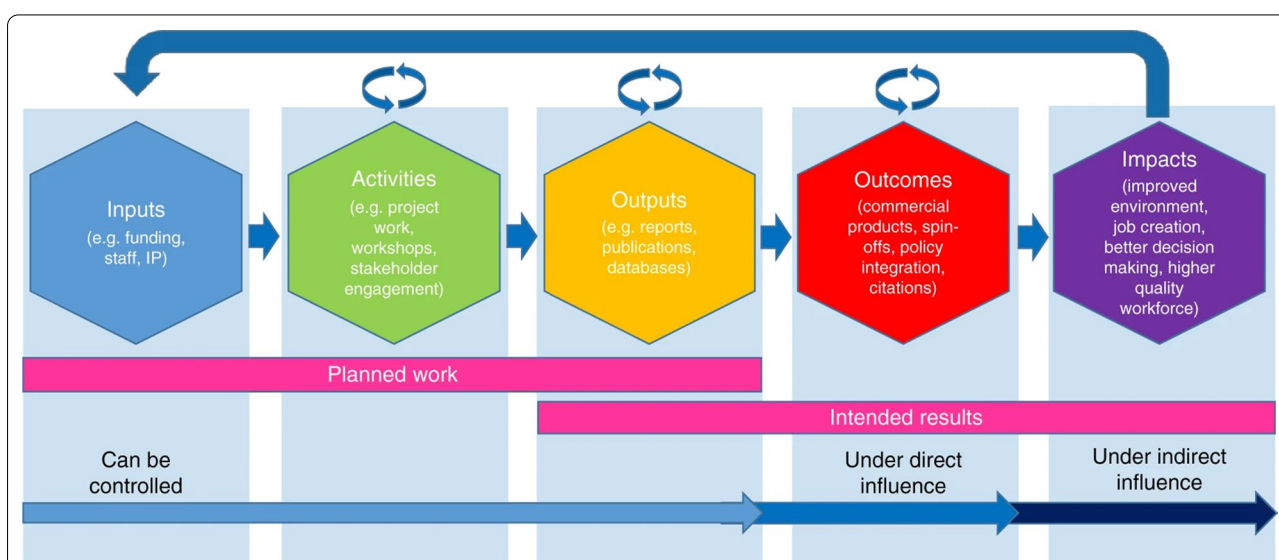 Inputs
(e.g. funding,
staff, IP)
Activities
(e.g. project
work,
workshops,
stakeholder
engagement)
Outputs
(e.g. reports,
publications,
databases)
Outcomes
(commercial
products, spin-
offs, policy
integration,
citations)
Impacts
(improved
environment,
job creation,
better decision
making, higher
quality
workforce)
Planned work
Intended results
Can be
controlled
Under direct
influence
Under indirect
influence